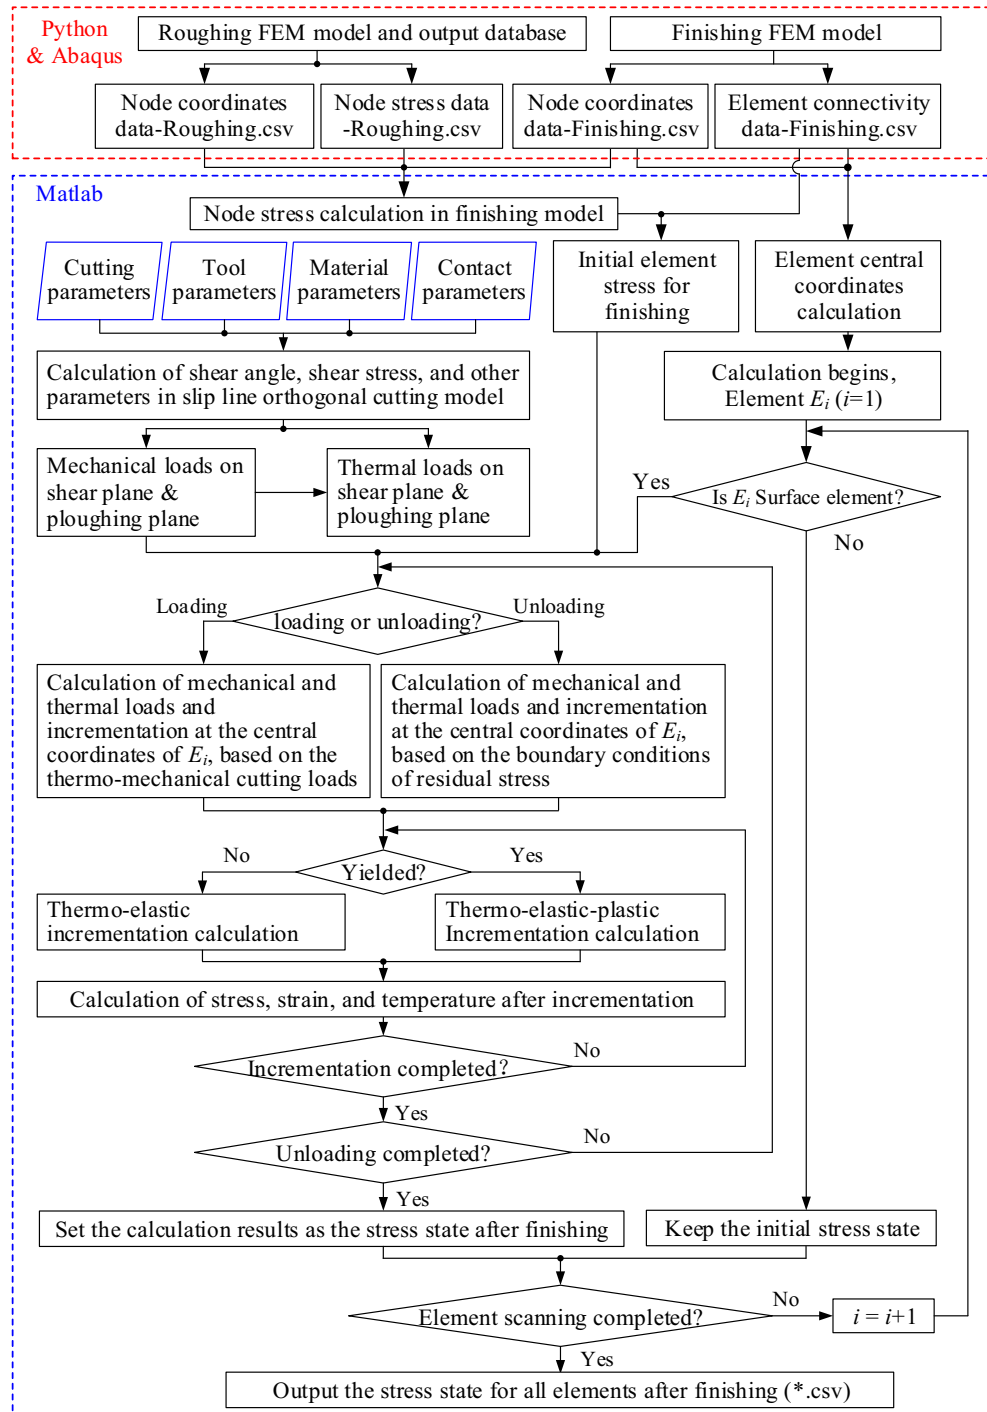 Python
& Abaqus
Roughing FEM model and output database
Finishing FEM model
Node coordinates
data-Roughing.csv
Node stress data
-Roughing.csv
Node coordinates
data-Finishing.csv
Element connectivity
data-Finishing.csv
Matlab
Node stress calculation in finishing model
Cutting
parameters
Tool
parameters
Material
parameters
Contact
parameters
Initial element
stress for
finishing
Element central
coordinates
calculation
Calculation of shear angle, shear stress, and other
parameters in slip line orthogonal cutting model
Calculation begins,
Element Ei (i=1)
Mechanical loads on
shear plane &
ploughing plane
Thermal loads on
shear plane &
ploughing plane
Yes
Is Ei Surface element?
No
Loading
loading or unloading?
Unloading
Calculation of mechanical and
thermal loads and
incrementation at the central
coordinates of Ei, based on the
thermo-mechanical cutting loads
Calculation of mechanical and
thermal loads and incrementation
at the central coordinates of Ei,
based on the boundary conditions
of residual stress
No
Yielded?
Yes
Thermo-elastic
incrementation calculation
Thermo-elastic-plastic
Incrementation calculation
Calculation of stress, strain, and temperature after incrementation
Incrementation completed?
No
Yes
Unloading completed?
No
Yes
Set the calculation results as the stress state after finishing
Keep the initial stress state
Element scanning completed?
No
i = i+1
Yes
Output the stress state for all elements after finishing (*.csv)